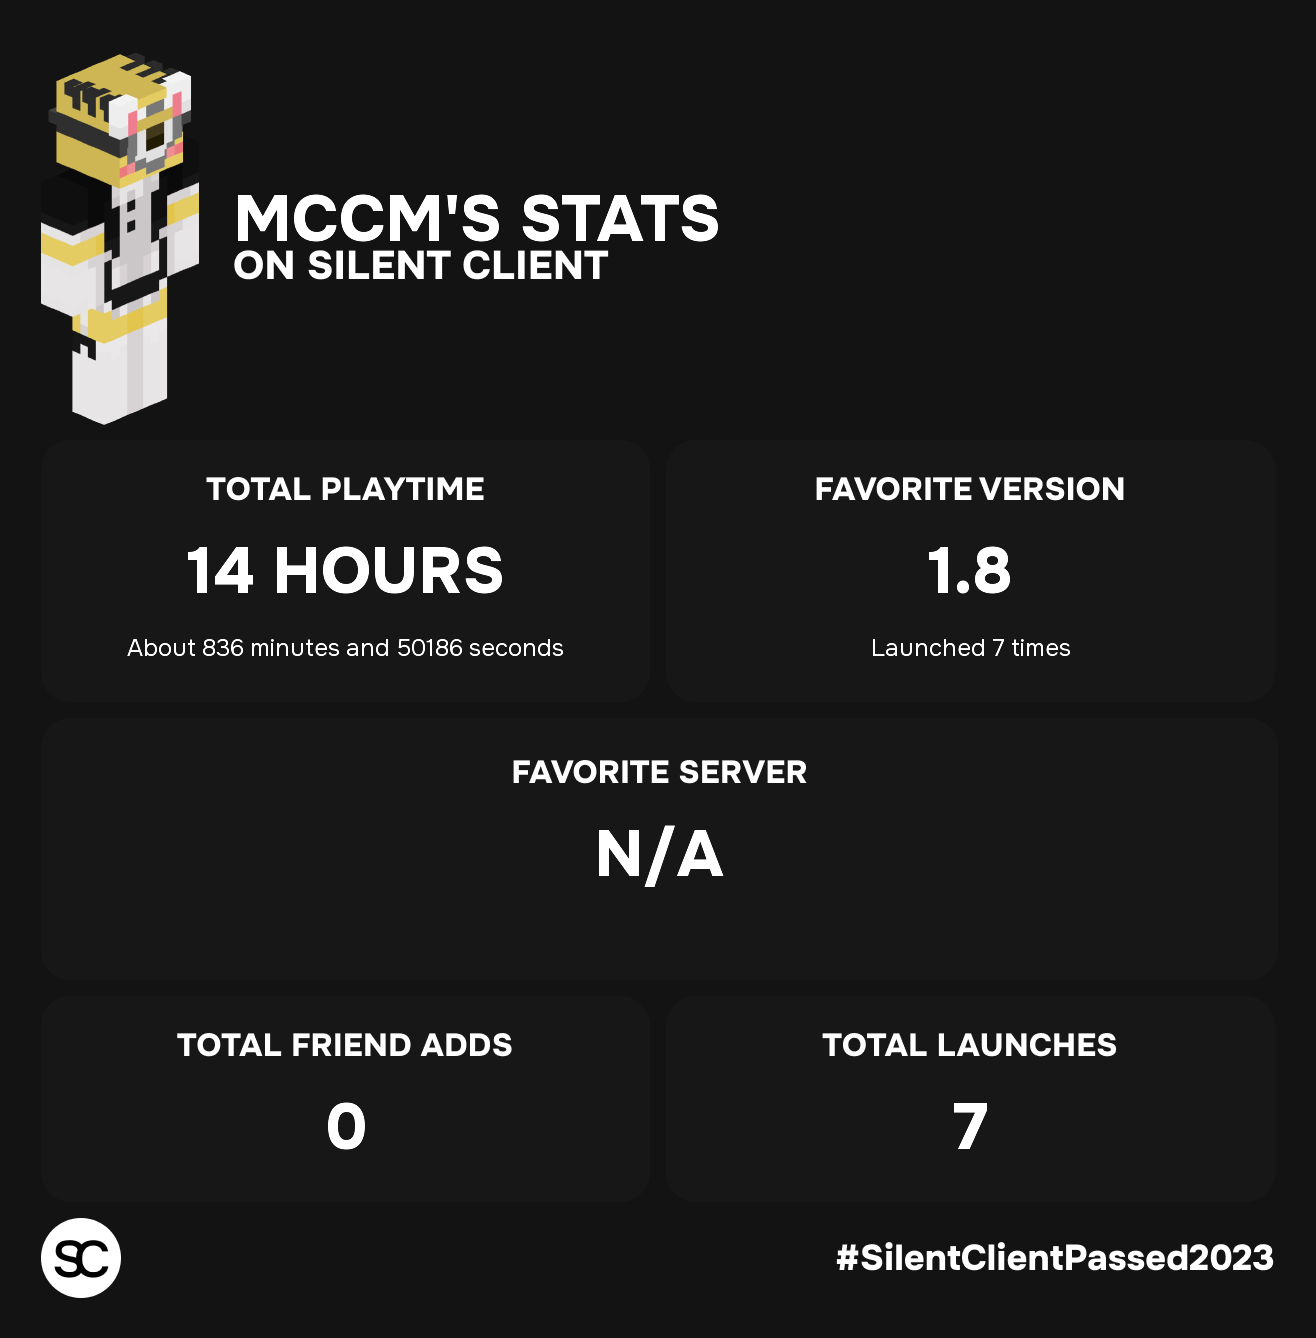 MCCM'S STATS
ON SILENT CLIENT
TOTAL PLAYTIME
14 HOURS
About 836 minutes and 50186 seconds
FAVORITE VERSION
1.8
Launched 7 times
FAVORITE SERVER
N/A
TOTAL FRIEND ADDS
0
TOTAL LAUNCHES
7
SC
#SilentClientPassed2023